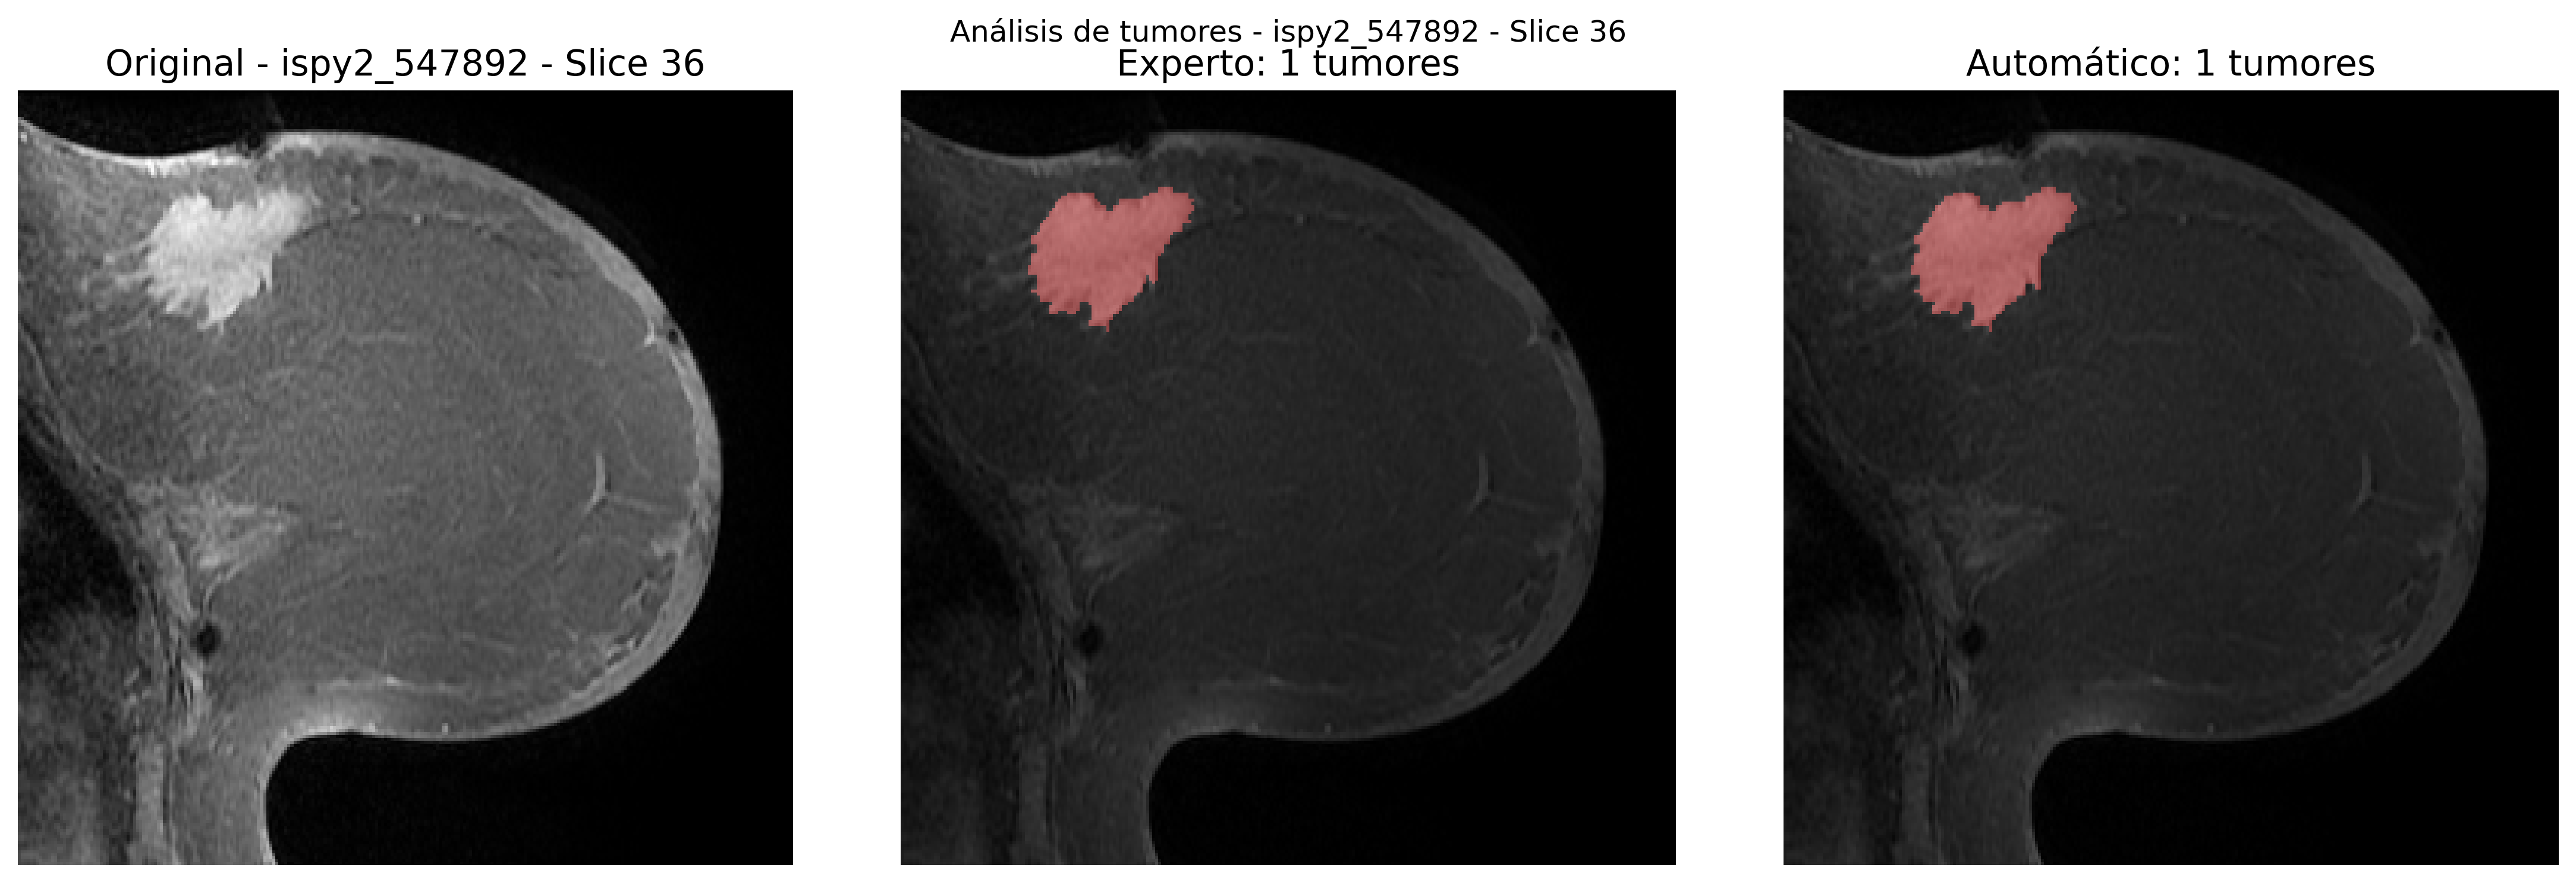 Análisis de tumores - ispy2_547892 - Slice 36
Original - ispy2_547892 - Slice 36
Experto: 1 tumores
Automático: 1 tumores